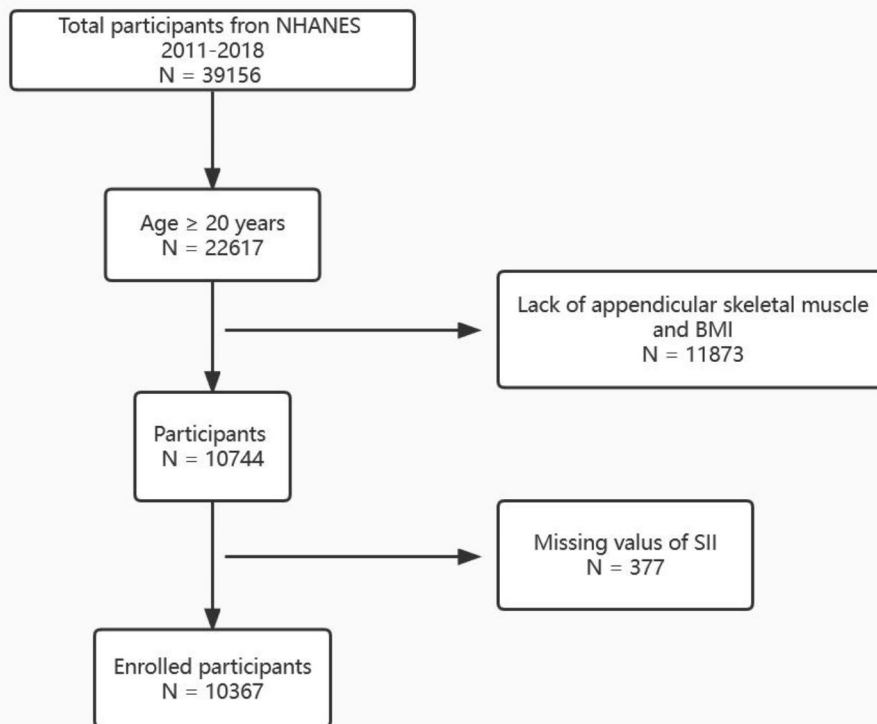 Total participants fron NHANES
2011-2018
N = 39156
Age ≥ 20 years
N = 22617
Lack of appendicular skeletal muscle
and BMI
N = 11873
Participants
N = 10744
Missing valus of SII
N = 377
Enrolled participants
N = 10367